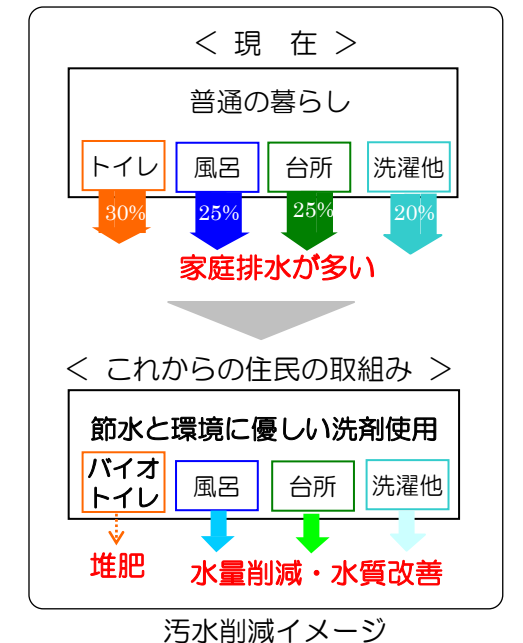 ＜ 現 在 ＞
普通の暮らし
トイレ 風呂 台所 洗濯他
30% 25% 25% 20%
家庭排水が多い
＜ これからの住民の取組み ＞
節水と環境に優しい洗剤使用
バイオ
トイレ 風呂 台所 洗濯他
堆肥 水量削減・水質改善
汚水削減イメージ